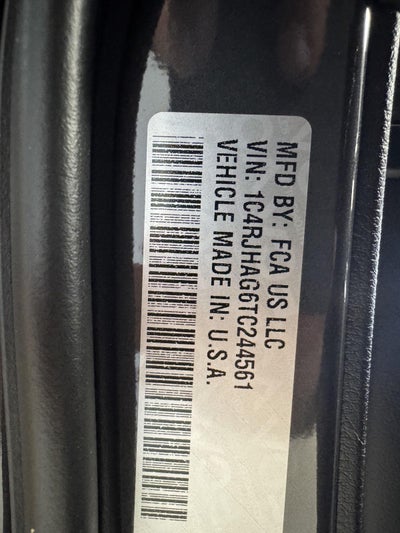 MFD BY: FCA US LLC
VIN: 1C4RJHAG6TC244561
VEHICLE MADE IN: U.S.A.